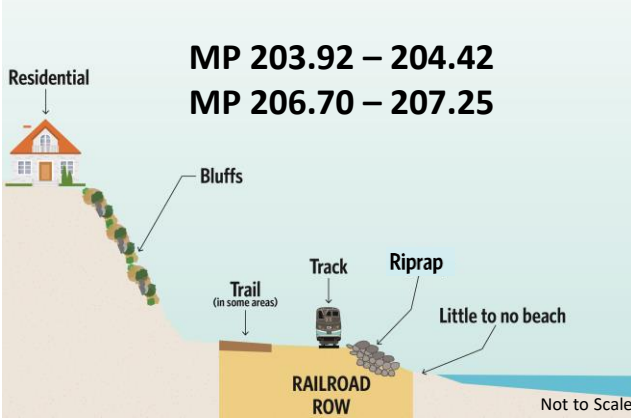 MP 203.92 – 204.42
MP 206.70 – 207.25
Residential
Bluffs
Track
Riprap
Trail
(in some areas)
Little to no beach
RAILROAD
ROW
Not to Scale